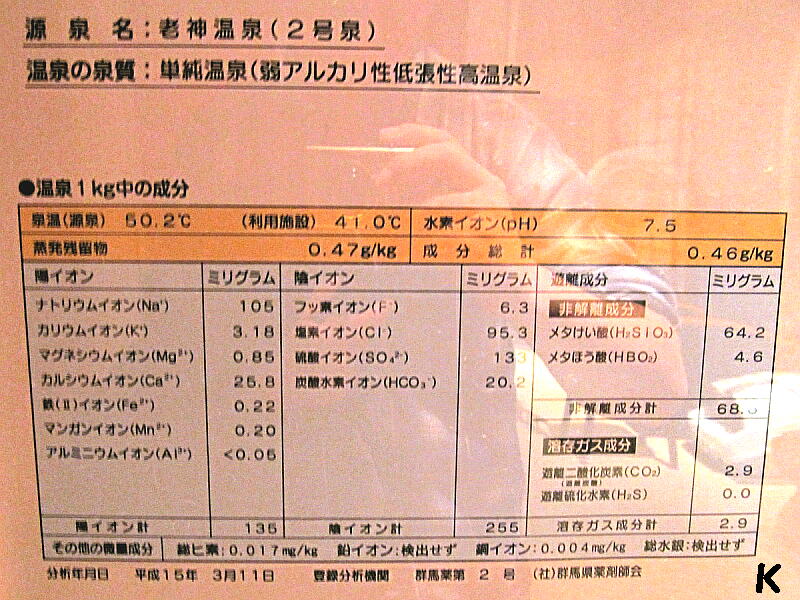 源泉名：老神温泉（２号泉）
温泉の泉質：単純温泉（弱アルカリ性低張性高温泉）
●温泉１kg中の成分
泉温（源泉） 50.2℃ （利用施設） 41.0℃ 水素イオン（pH） 7.5
蒸発残留物 0.47g/kg 成分総計 0.46g/kg
陽イオン ミリグラム 陰イオン ミリグラム 遊離成分 ミリグラム
ナトリウムイオン（Na⁺） 105 フッ素イオン（F⁻） 6.3 非解離成分
カリウムイオン（K⁺） 3.18 塩素イオン（Cl⁻） 95.3 メタけい酸（H₂SiO₃） 64.2
マグネシウムイオン（Mg²⁺） 0.85 硫酸イオン（SO₄²⁻） 133 メタほう酸（HBO₂） 4.6
カルシウムイオン（Ca²⁺） 25.8 炭酸水素イオン（HCO₃⁻） 20.2
鉄（Ⅱ）イオン（Fe²⁺） 0.22 非解離成分計 68.
マンガンイオン（Mn²⁺） 0.20 溶存ガス成分
アルミニウムイオン（Al³⁺） <0.05 遊離二酸化炭素（CO₂） 2.9
（遊離炭酸）
遊離硫化水素（H₂S） 0.0
陽イオン計 135 陰イオン計 255 溶存ガス成分計 2.9
その他の微量成分 総ヒ素：0.017mg/kg 鉛イオン：検出せず 銅イオン：0.004mg/kg 総水銀：検出せず
分析年月日 平成15年 3月11日 登録分析機関 群馬薬第 2 号 （社）群馬県薬剤師会
K